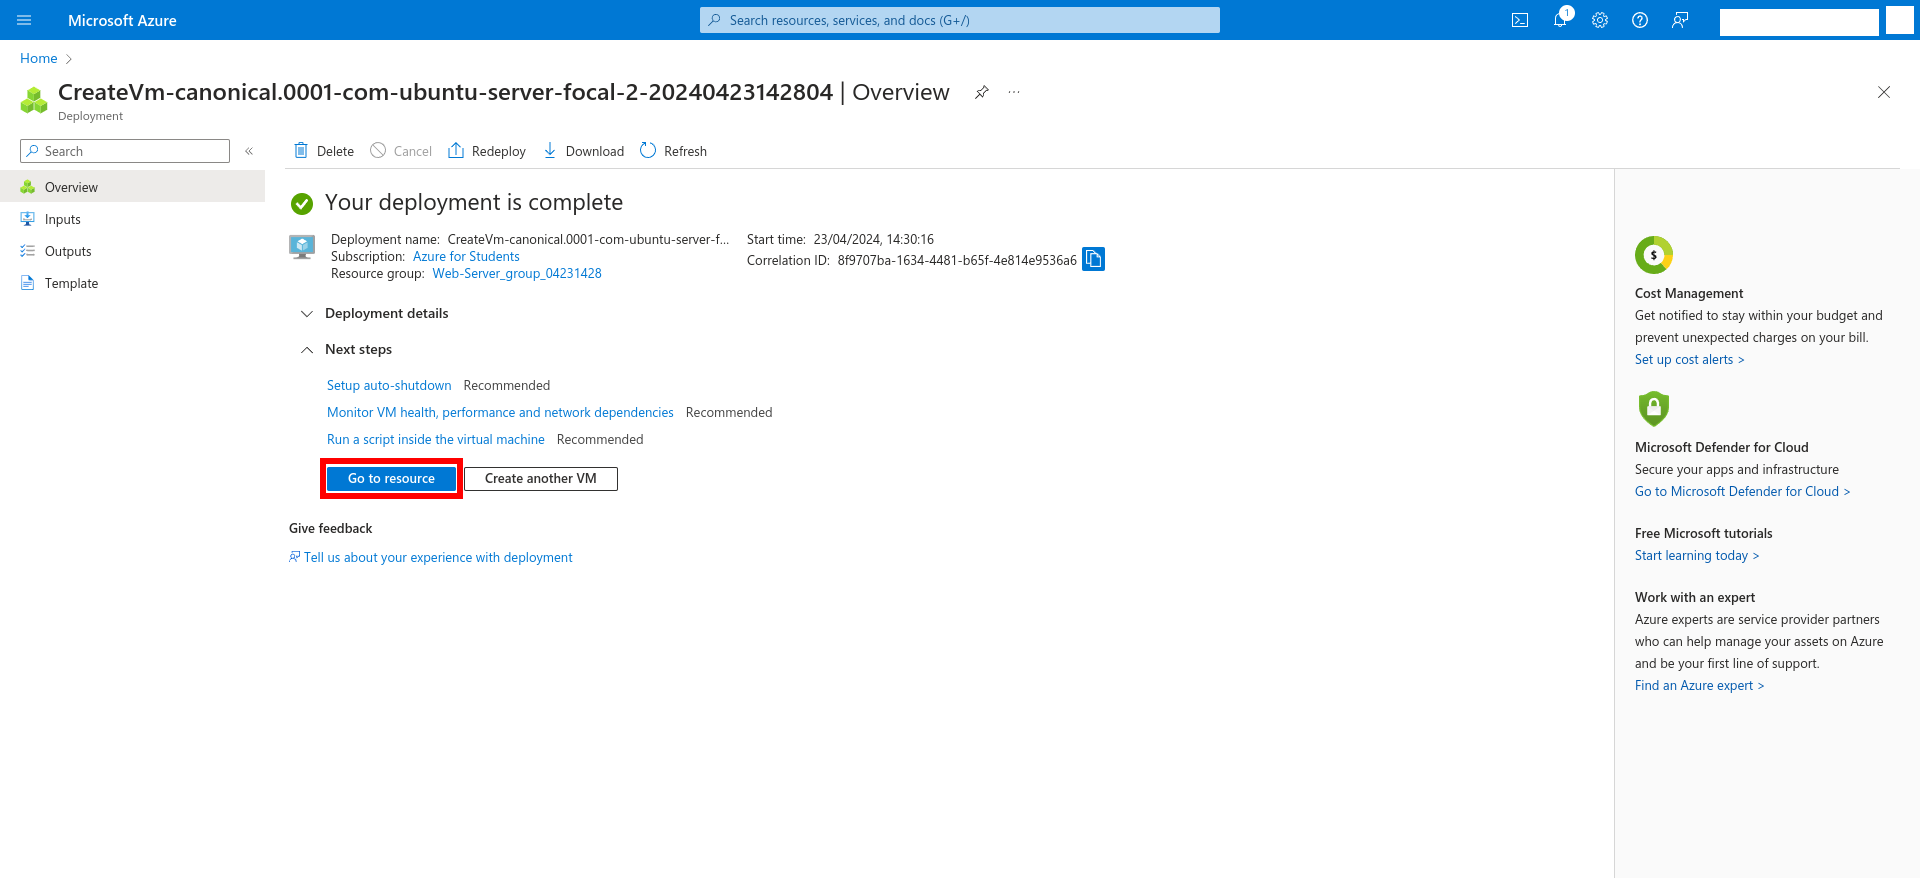 Microsoft Azure
Search resources, services, and docs (G+/)
1
Home
CreateVm-canonical.0001-com-ubuntu-server-focal-2-20240423142804 | Overview
Deployment
Search
Delete
Cancel
Redeploy
Download
Refresh
Overview
Inputs
Outputs
Template
Your deployment is complete
Deployment name: CreateVm-canonical.0001-com-ubuntu-server-f...
Subscription: Azure for Students
Resource group: Web-Server_group_04231428
Start time: 23/04/2024, 14:30:16
Correlation ID: 8f9707ba-1634-4481-b65f-4e814e9536a6
Deployment details
Next steps
Setup auto-shutdown Recommended
Monitor VM health, performance and network dependencies Recommended
Run a script inside the virtual machine Recommended
Go to resource
Create another VM
Give feedback
Tell us about your experience with deployment
$
Cost Management
Get notified to stay within your budget and
prevent unexpected charges on your bill.
Set up cost alerts >
Microsoft Defender for Cloud
Secure your apps and infrastructure
Go to Microsoft Defender for Cloud >
Free Microsoft tutorials
Start learning today >
Work with an expert
Azure experts are service provider partners
who can help manage your assets on Azure
and be your first line of support.
Find an Azure expert >